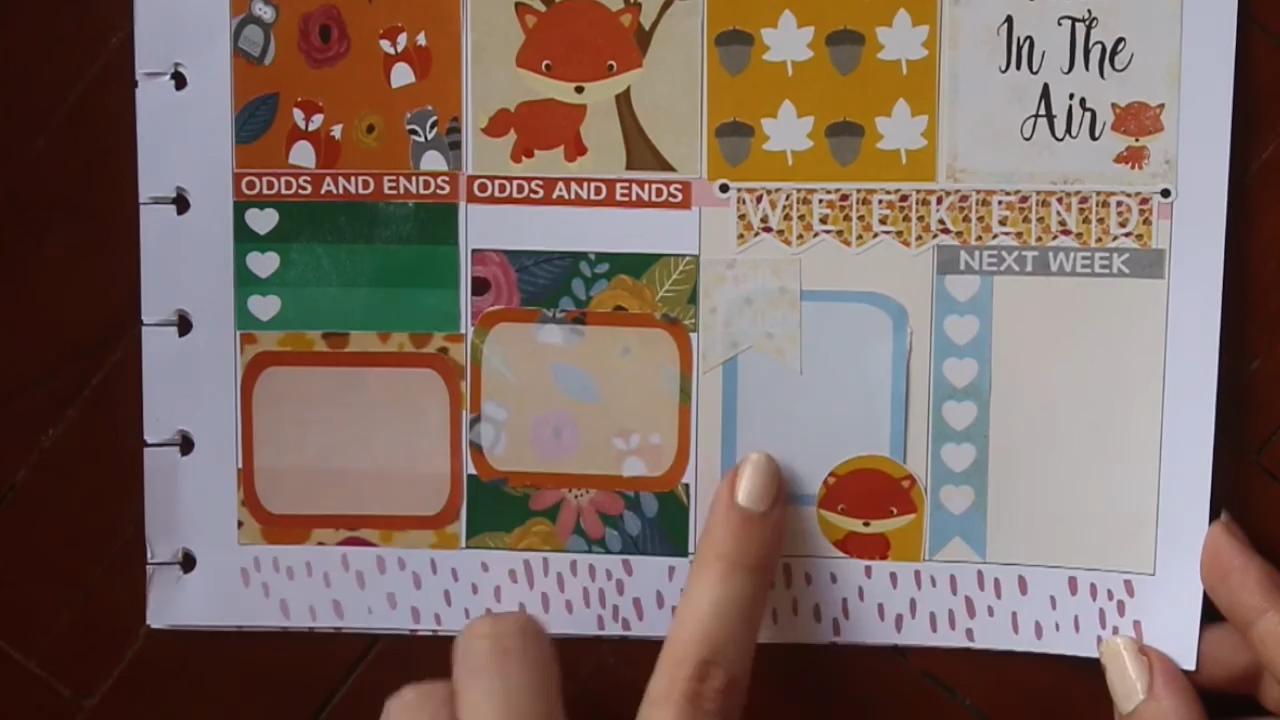 In The
Air
ODDS AND ENDS
ODDS AND ENDS
WEEKEND
NEXT WEEK